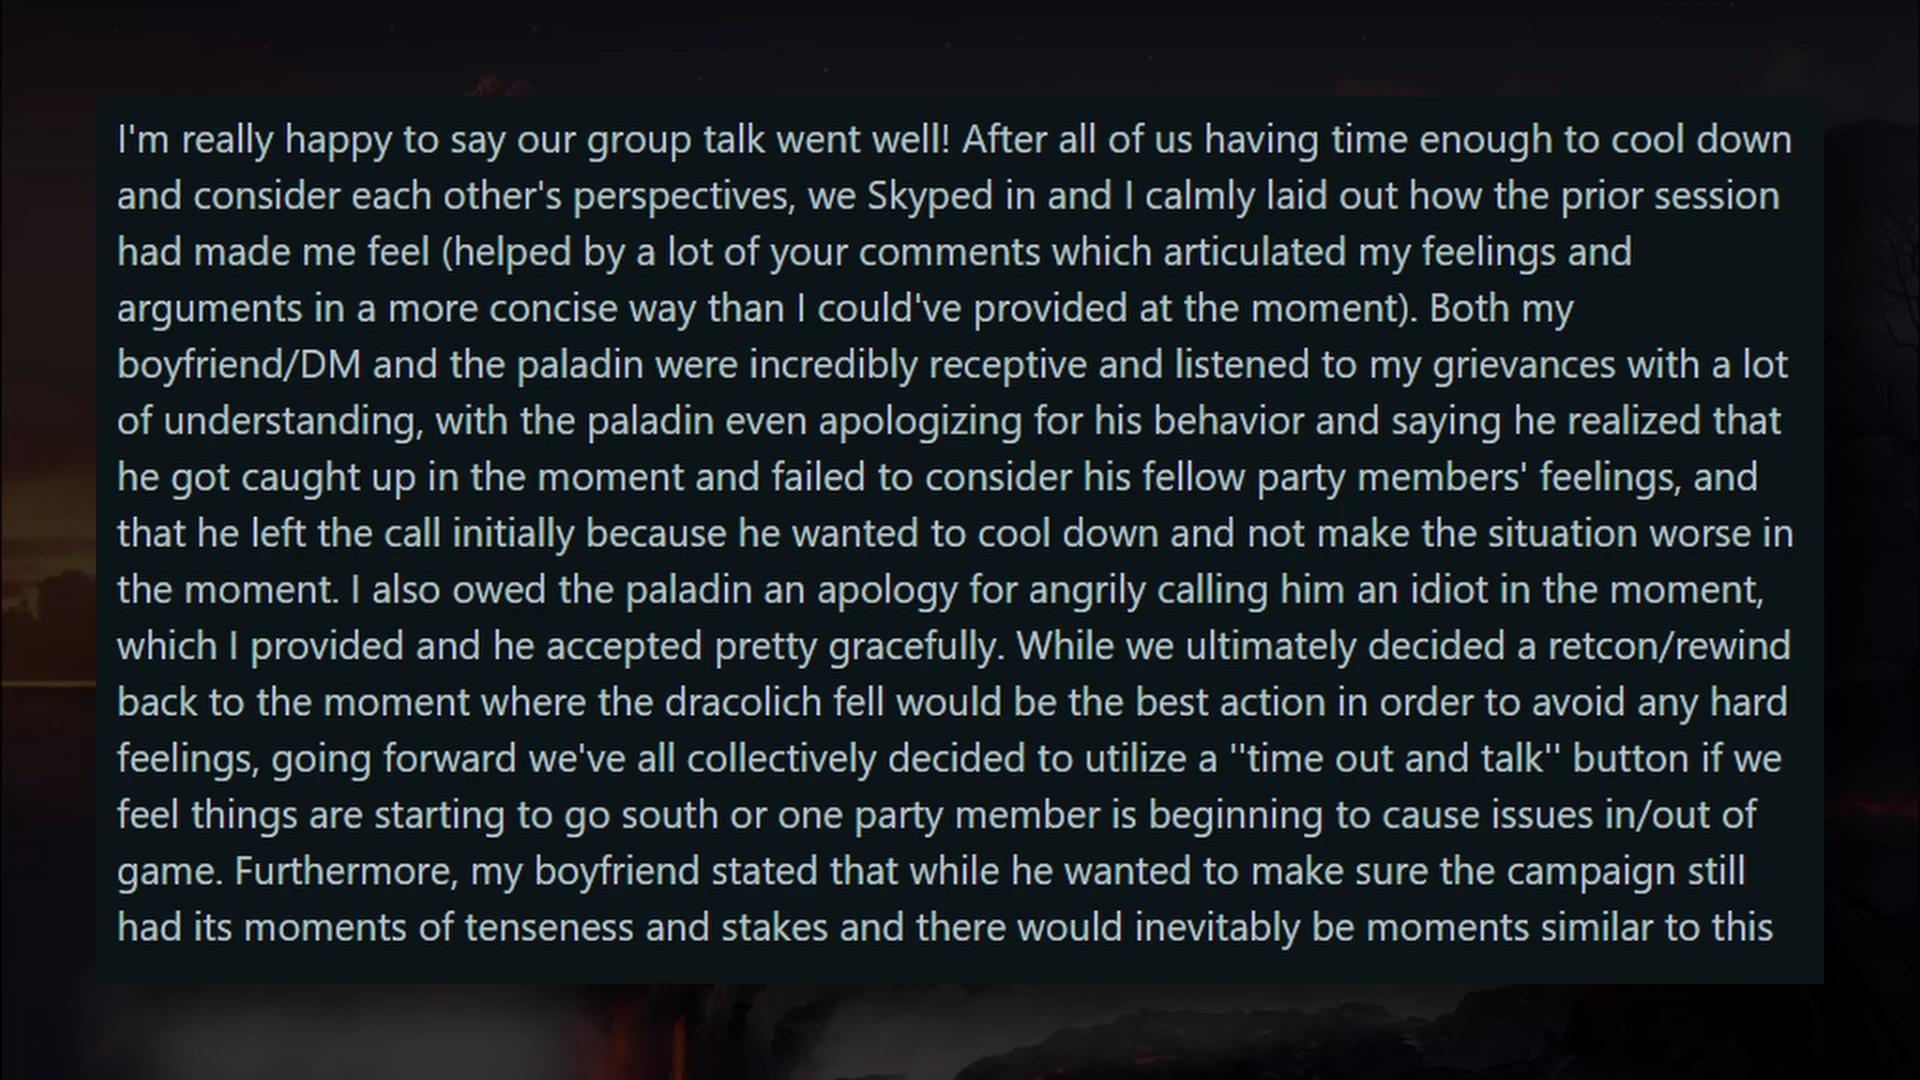 I'm really happy to say our group talk went well! After all of us having time enough to cool down
and consider each other's perspectives, we Skyped in and I calmly laid out how the prior session
had made me feel (helped by a lot of your comments which articulated my feelings and
arguments in a more concise way than I could've provided at the moment). Both my
boyfriend/DM and the paladin were incredibly receptive and listened to my grievances with a lot
of understanding, with the paladin even apologizing for his behavior and saying he realized that
he got caught up in the moment and failed to consider his fellow party members' feelings, and
that he left the call initially because he wanted to cool down and not make the situation worse in
the moment. I also owed the paladin an apology for angrily calling him an idiot in the moment,
which I provided and he accepted pretty gracefully. While we ultimately decided a retcon/rewind
back to the moment where the dracolich fell would be the best action in order to avoid any hard
feelings, going forward we've all collectively decided to utilize a "time out and talk" button if we
feel things are starting to go south or one party member is beginning to cause issues in/out of
game. Furthermore, my boyfriend stated that while he wanted to make sure the campaign still
had its moments of tenseness and stakes and there would inevitably be moments similar to this